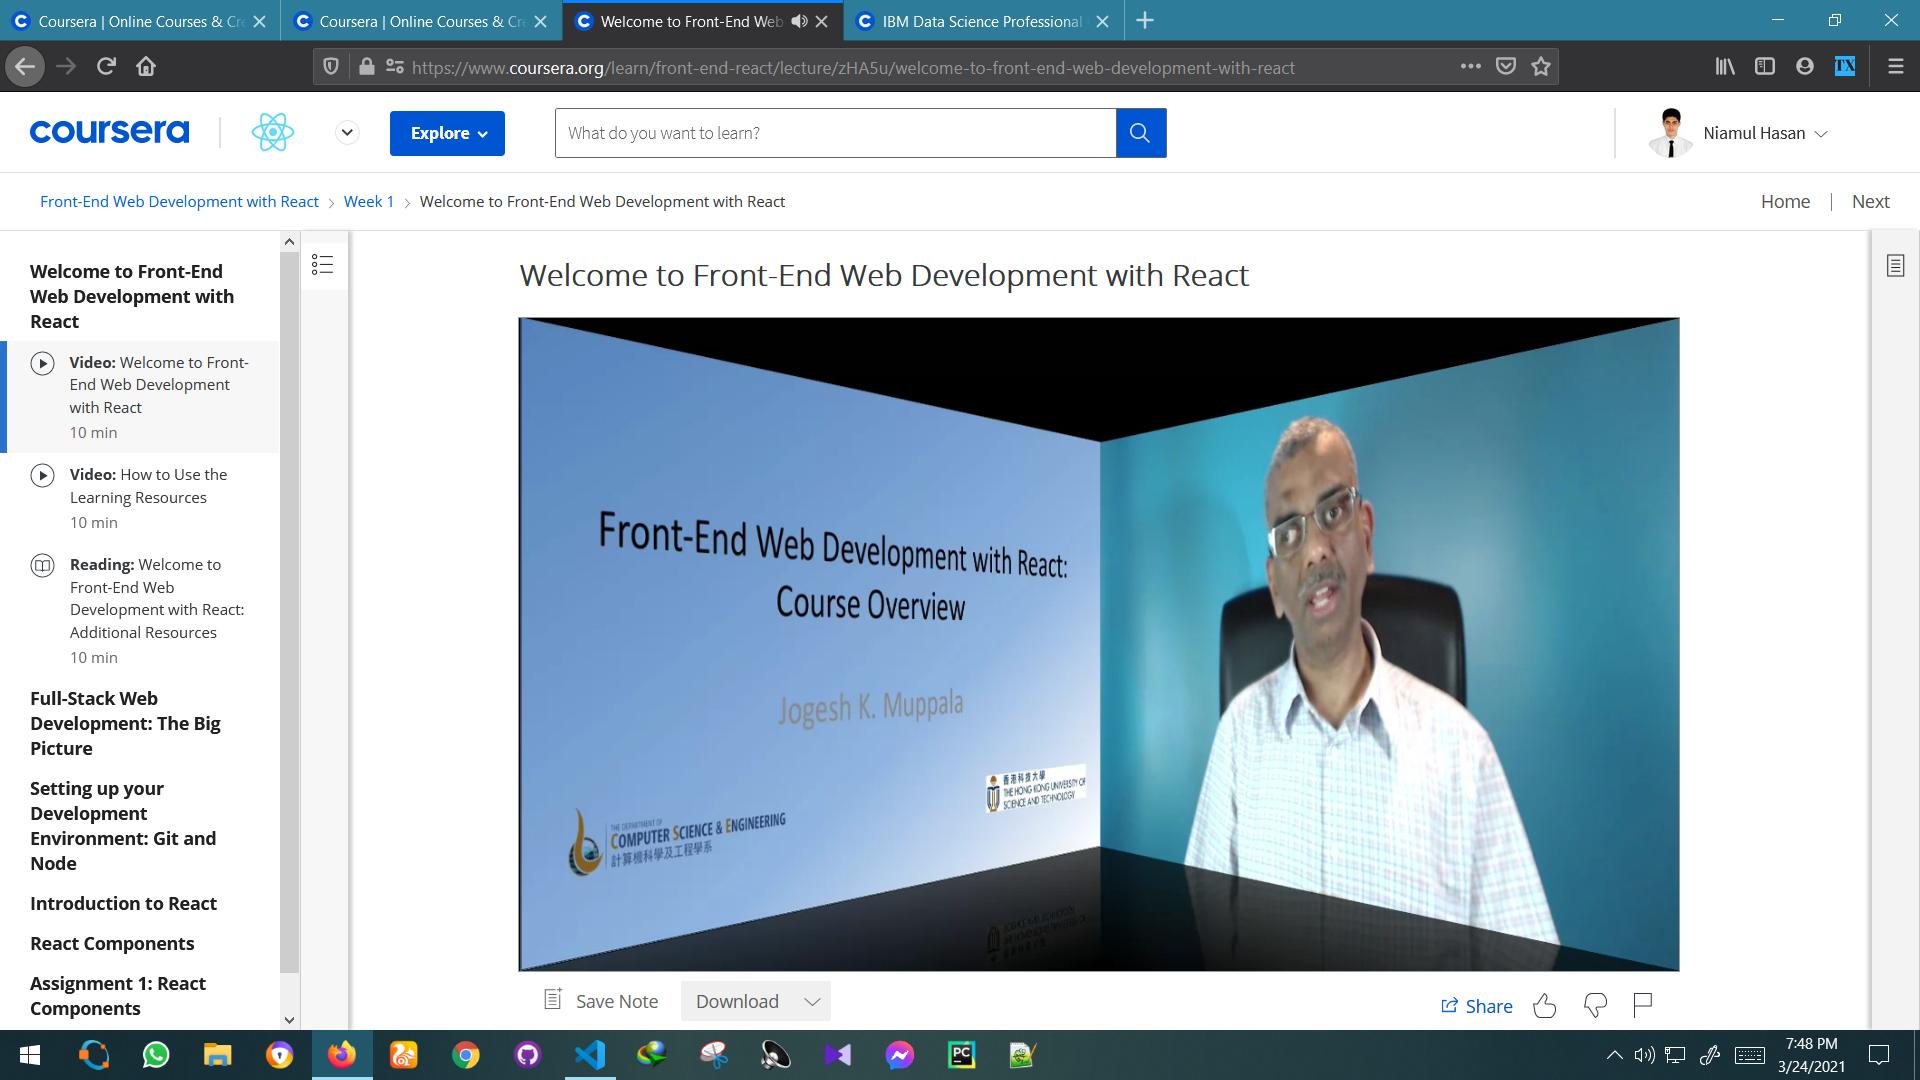 Coursera | Online Courses & Cre
Coursera | Online Courses & Cre
Welcome to Front-End Web
IBM Data Science Professional
https://www.coursera.org/learn/front-end-react/lecture/zHA5u/welcome-to-front-end-web-development-with-react
TX
coursera
Explore
What do you want to learn?
Niamul Hasan
Front-End Web Development with React > Week 1 > Welcome to Front-End Web Development with React
Home | Next
Welcome to Front-End
Web Development with
React
Video: Welcome to Front-
End Web Development
with React
10 min
Video: How to Use the
Learning Resources
10 min
Reading: Welcome to
Front-End Web
Development with React:
Additional Resources
10 min
Full-Stack Web
Development: The Big
Picture
Setting up your
Development
Environment: Git and
Node
Introduction to React
React Components
Assignment 1: React
Components
Welcome to Front-End Web Development with React
Front-End Web Development with React:
Course Overview
Jogesh K. Muppala
THE DEPARTMENT OF
COMPUTER SCIENCE & ENGINEERING
計算機科學及工程學系
香港科技大學
THE HONG KONG UNIVERSITY OF
SCIENCE AND TECHNOLOGY
Save Note
Download
Share
PC
7:48 PM
3/24/2021